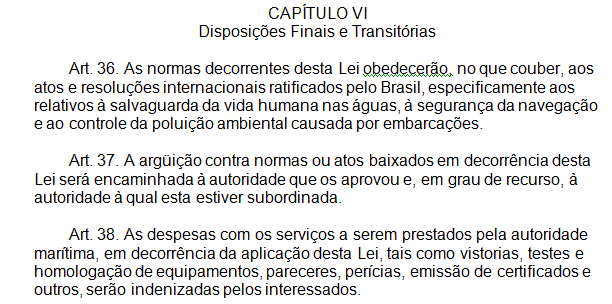 CAPÍTULO VI
Disposições Finais e Transitórias
Art. 36. As normas decorrentes desta Lei obedecerão, no que couber, aos
atos e resoluções internacionais ratificados pelo Brasil, especificamente aos
relativos à salvaguarda da vida humana nas águas, à segurança da navegação
e ao controle da poluição ambiental causada por embarcações.
Art. 37. A argüição contra normas ou atos baixados em decorrência desta
Lei será encaminhada à autoridade que os aprovou e, em grau de recurso, à
autoridade à qual esta estiver subordinada.
Art. 38. As despesas com os serviços a serem prestados pela autoridade
marítima, em decorrência da aplicação desta Lei, tais como vistorias, testes e
homologação de equipamentos, pareceres, perícias, emissão de certificados e
outros, serão indenizadas pelos interessados.